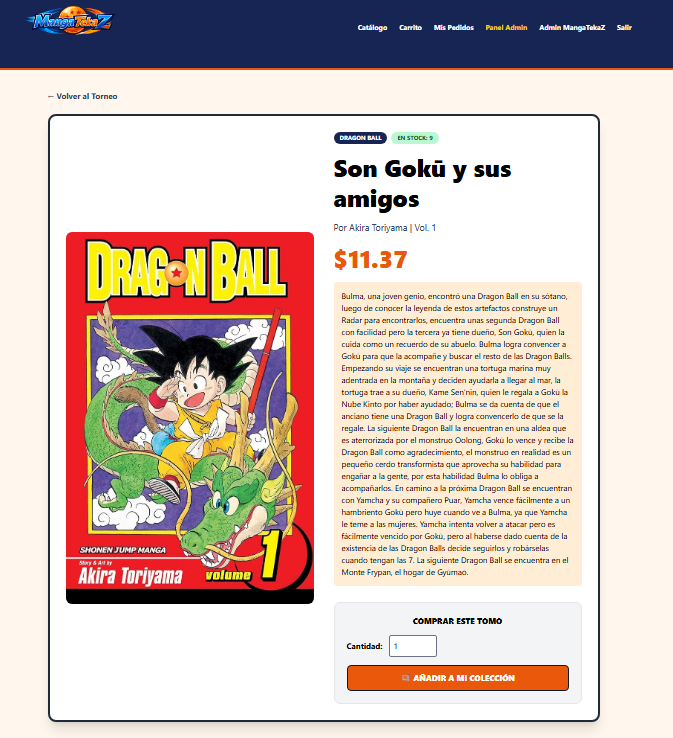 MangaTekaZ
Catálogo Carrito Mis Pedidos Panel Admin Admin MangaTekaZ Salir
← Volver al Torneo
DRAGON BALL
SHONEN JUMP MANGA
Story & Art by
Akira Toriyama
volume 1
DRAGON BALL EN STOCK: 9
Son Gokū y sus
amigos
Por Akira Toriyama | Vol. 1
$11.37
Bulma, una joven genio, encontró una Dragon Ball en su sótano,
luego de conocer la leyenda de estos artefactos construye un
Radar para encontrarlos, encuentra unas segunda Dragon Ball
con facilidad pero la tercera ya tiene dueño, Son Goku, quien la
cuida como un recuerdo de su abuelo. Bulma logra convencer a
Gokū para que la acompañe y buscar el resto de las Dragon Balls.
Empezando su viaje se encuentran una tortuga marina muy
adentrada en la montaña y deciden ayudarla a llegar al mar, la
tortuga trae a su dueño, Kame Sen'nin, quien le regala a Gokū la
Nube Kinto por haber ayudado; Bulma se da cuenta de que el
anciano tiene una Dragon Ball y logra convencerlo de que se la
regale. La siguiente Dragon Ball la encuentran en una aldea que
es aterrorizada por el monstruo Oolong, Gokū lo vence y recibe la
Dragon Ball como agradecimiento, el monstruo en realidad es un
pequeño cerdo transformista que aprovecha su habilidad para
engañar a la gente, por esta habilidad Bulma lo obliga a
acompañarlos. En camino a la próxima Dragon Ball se encuentran
con Yamcha y su compañero Puar, Yamcha vence fácilmente a un
hambriento Gokū pero huye cuando ve a Bulma, ya que Yamcha
le teme a las mujeres. Yamcha intenta volver a atacar pero es
fácilmente vencido por Gokū, pero al haberse dado cuenta de la
existencia de las Dragon Balls decide seguirlos y robárselas
cuando tengan las 7. La siguiente Dragon Ball se encuentra en el
Monte Frypan, el hogar de Gyūmaō.
COMPRAR ESTE TOMO
Cantidad: 1
AÑADIR A MI COLECCIÓN